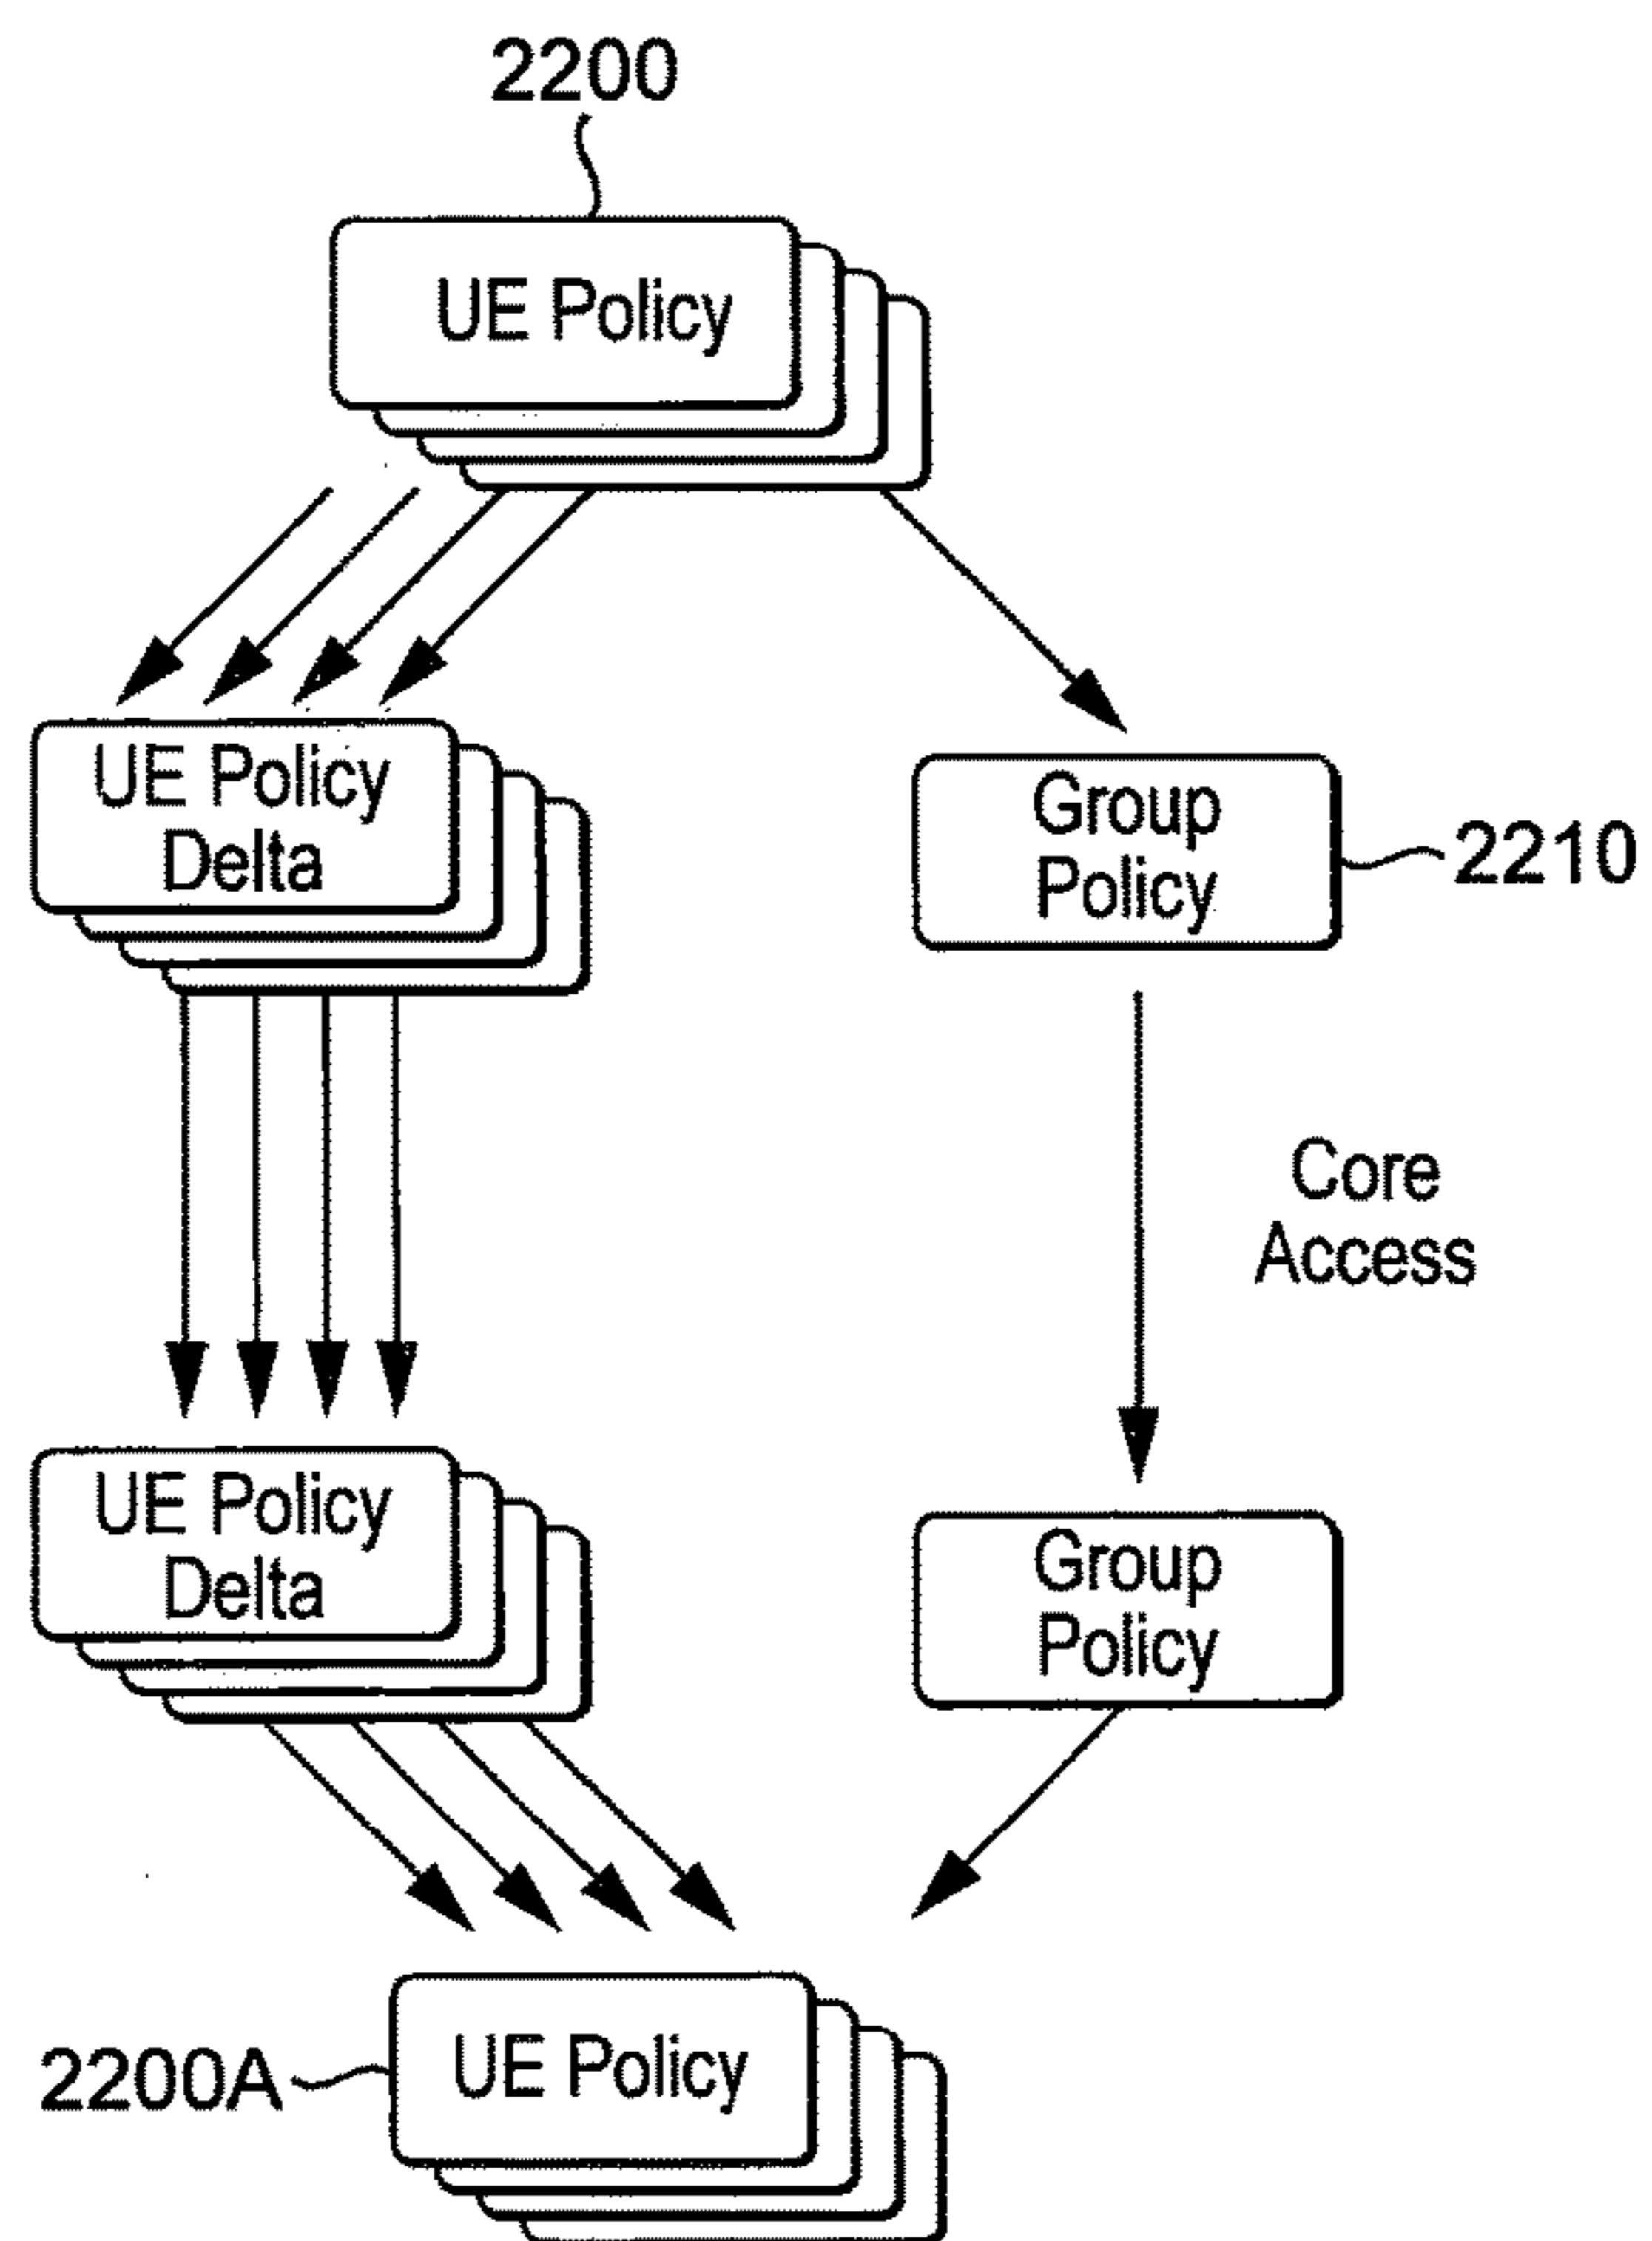 2200
UE Policy
UE Policy
Delta
Group
Policy
2210
Core
Access
UE Policy
Delta
Group
Policy
2200A
UE Policy